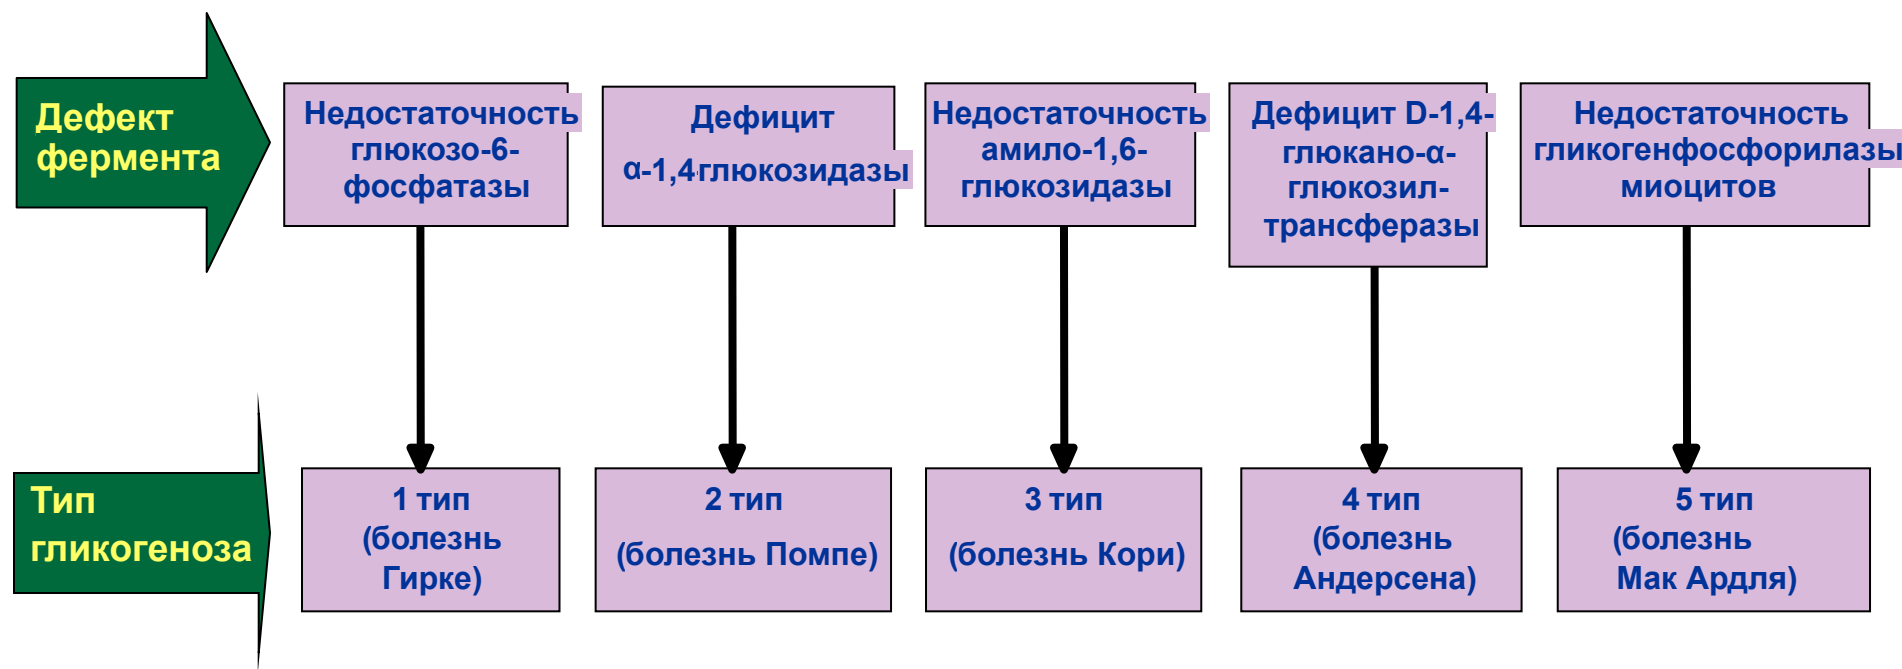 Дефект
фермента
Недостаточность
глюкозо-6-
фосфатазы
Дефицит
α-1,4-глюкозидазы
Недостаточность
амило-1,6-
глюкозидазы
Дефицит D-1,4-
глюкано-α-
глюкозил-
трансферазы
Недостаточность
гликогенфосфорилазы
миоцитов
Тип
гликогеноза
1 тип
(болезнь
Гирке)
2 тип
(болезнь Помпе)
3 тип
(болезнь Кори)
4 тип
(болезнь
Андерсена)
5 тип
(болезнь
Мак Ардля)